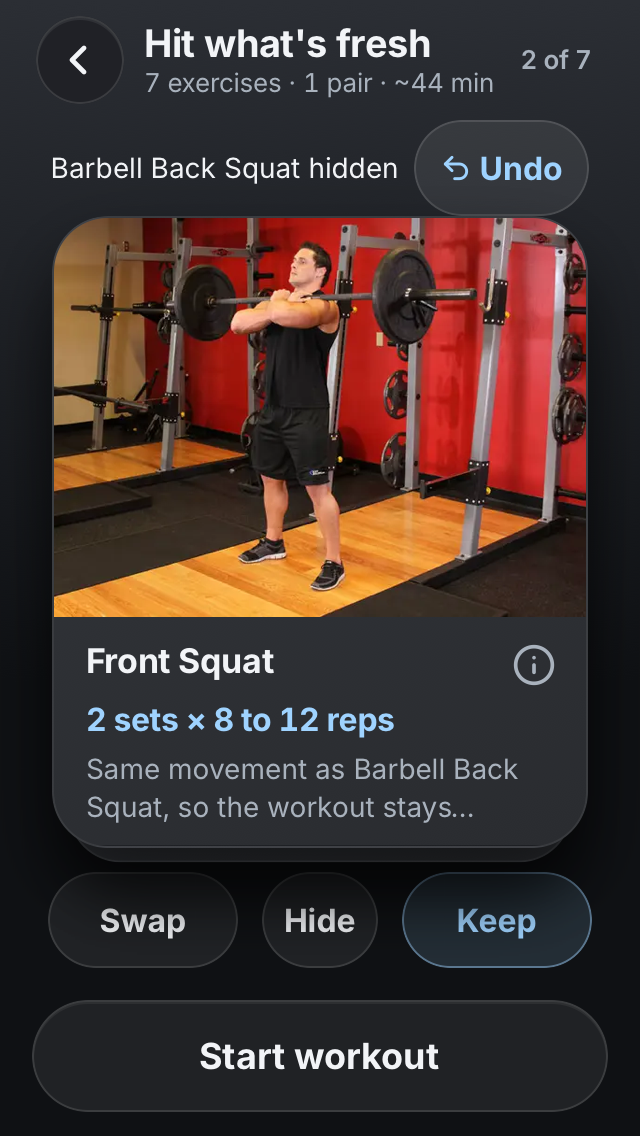 Hit what's fresh
7 exercises · 1 pair · ~44 min
2 of 7
Barbell Back Squat hidden
Undo
Front Squat
2 sets × 8 to 12 reps
Same movement as Barbell Back
Squat, so the workout stays...
Swap
Hide
Keep
Start workout